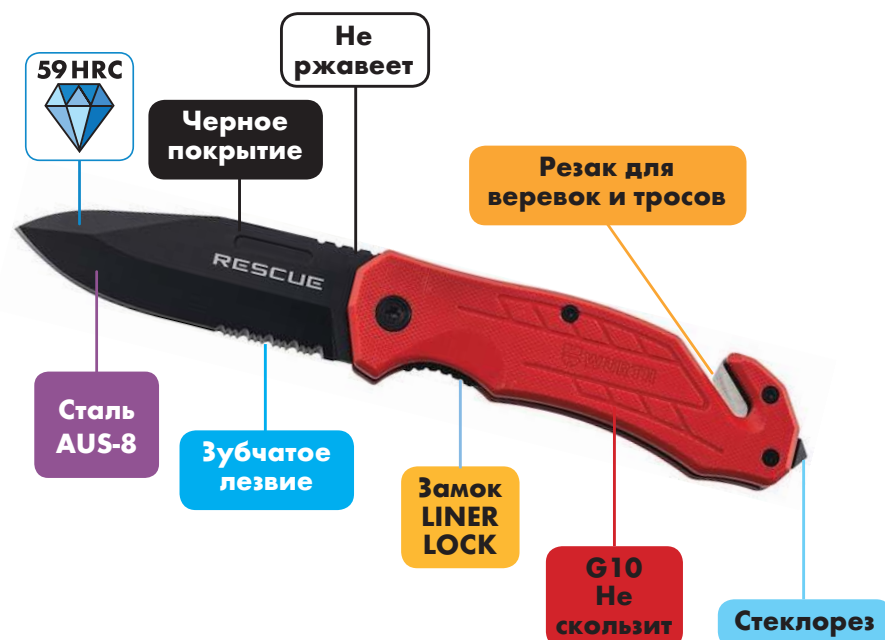 59 HRC
Не
ржавеет
Черное
покрытие
Резак для
веревок и тросов
RESCUE
WÜRTH
Сталь
AUS-8
Зубчатое
лезвие
Замок
LINER
LOCK
G10
Не
скользит
Стеклорез